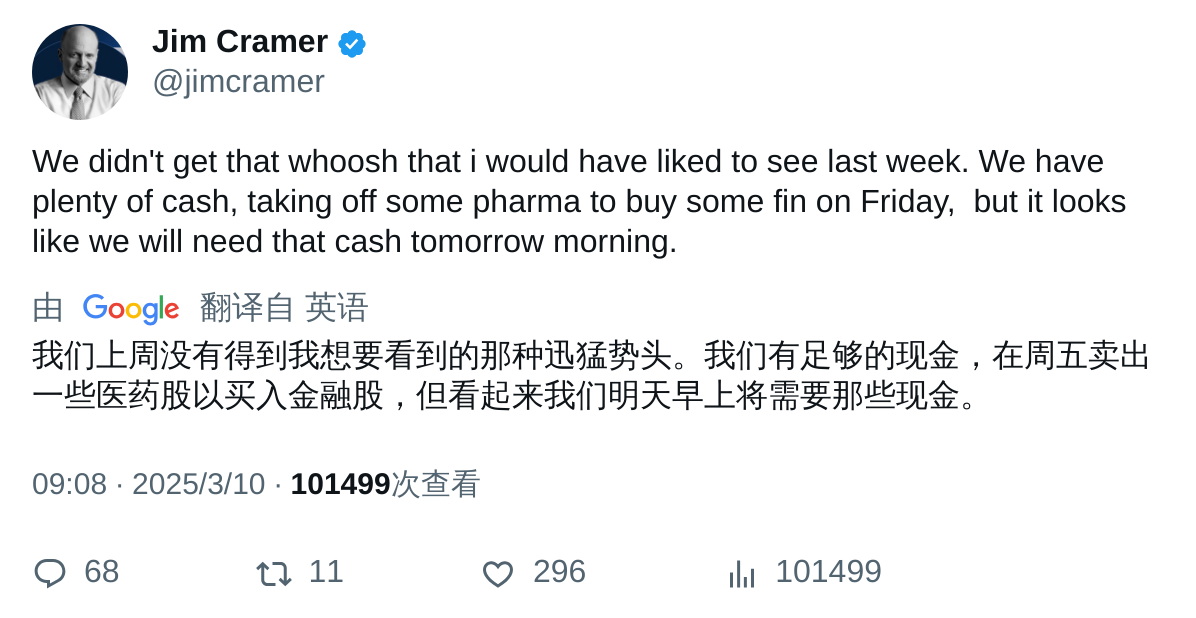 Jim Cramer
@jimcramer
We didn't get that whoosh that i would have liked to see last week. We have
plenty of cash, taking off some pharma to buy some fin on Friday,  but it looks
like we will need that cash tomorrow morning.
由 Google 翻译自 英语
我们上周没有得到我想要看到的那种迅猛势头。我们有足够的现金，在周五卖出
一些医药股以买入金融股，但看起来我们明天早上将需要那些现金。
09:08 · 2025/3/10 · 101499次查看
68 11 296 101499